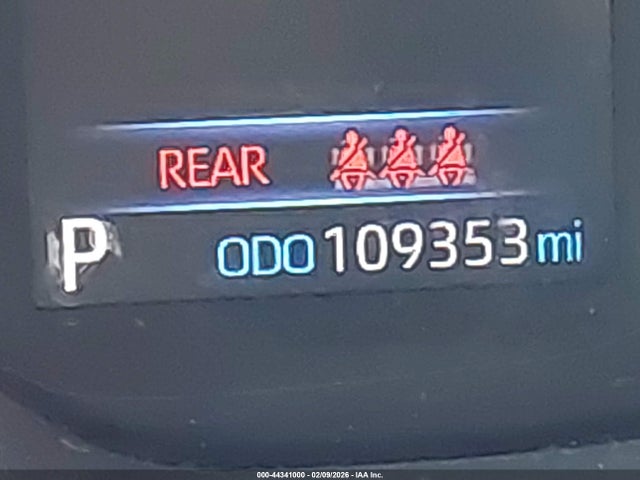 REAR
P ODO 109353 mi
000-44341000 - 02/09/2026 - IAA Inc.